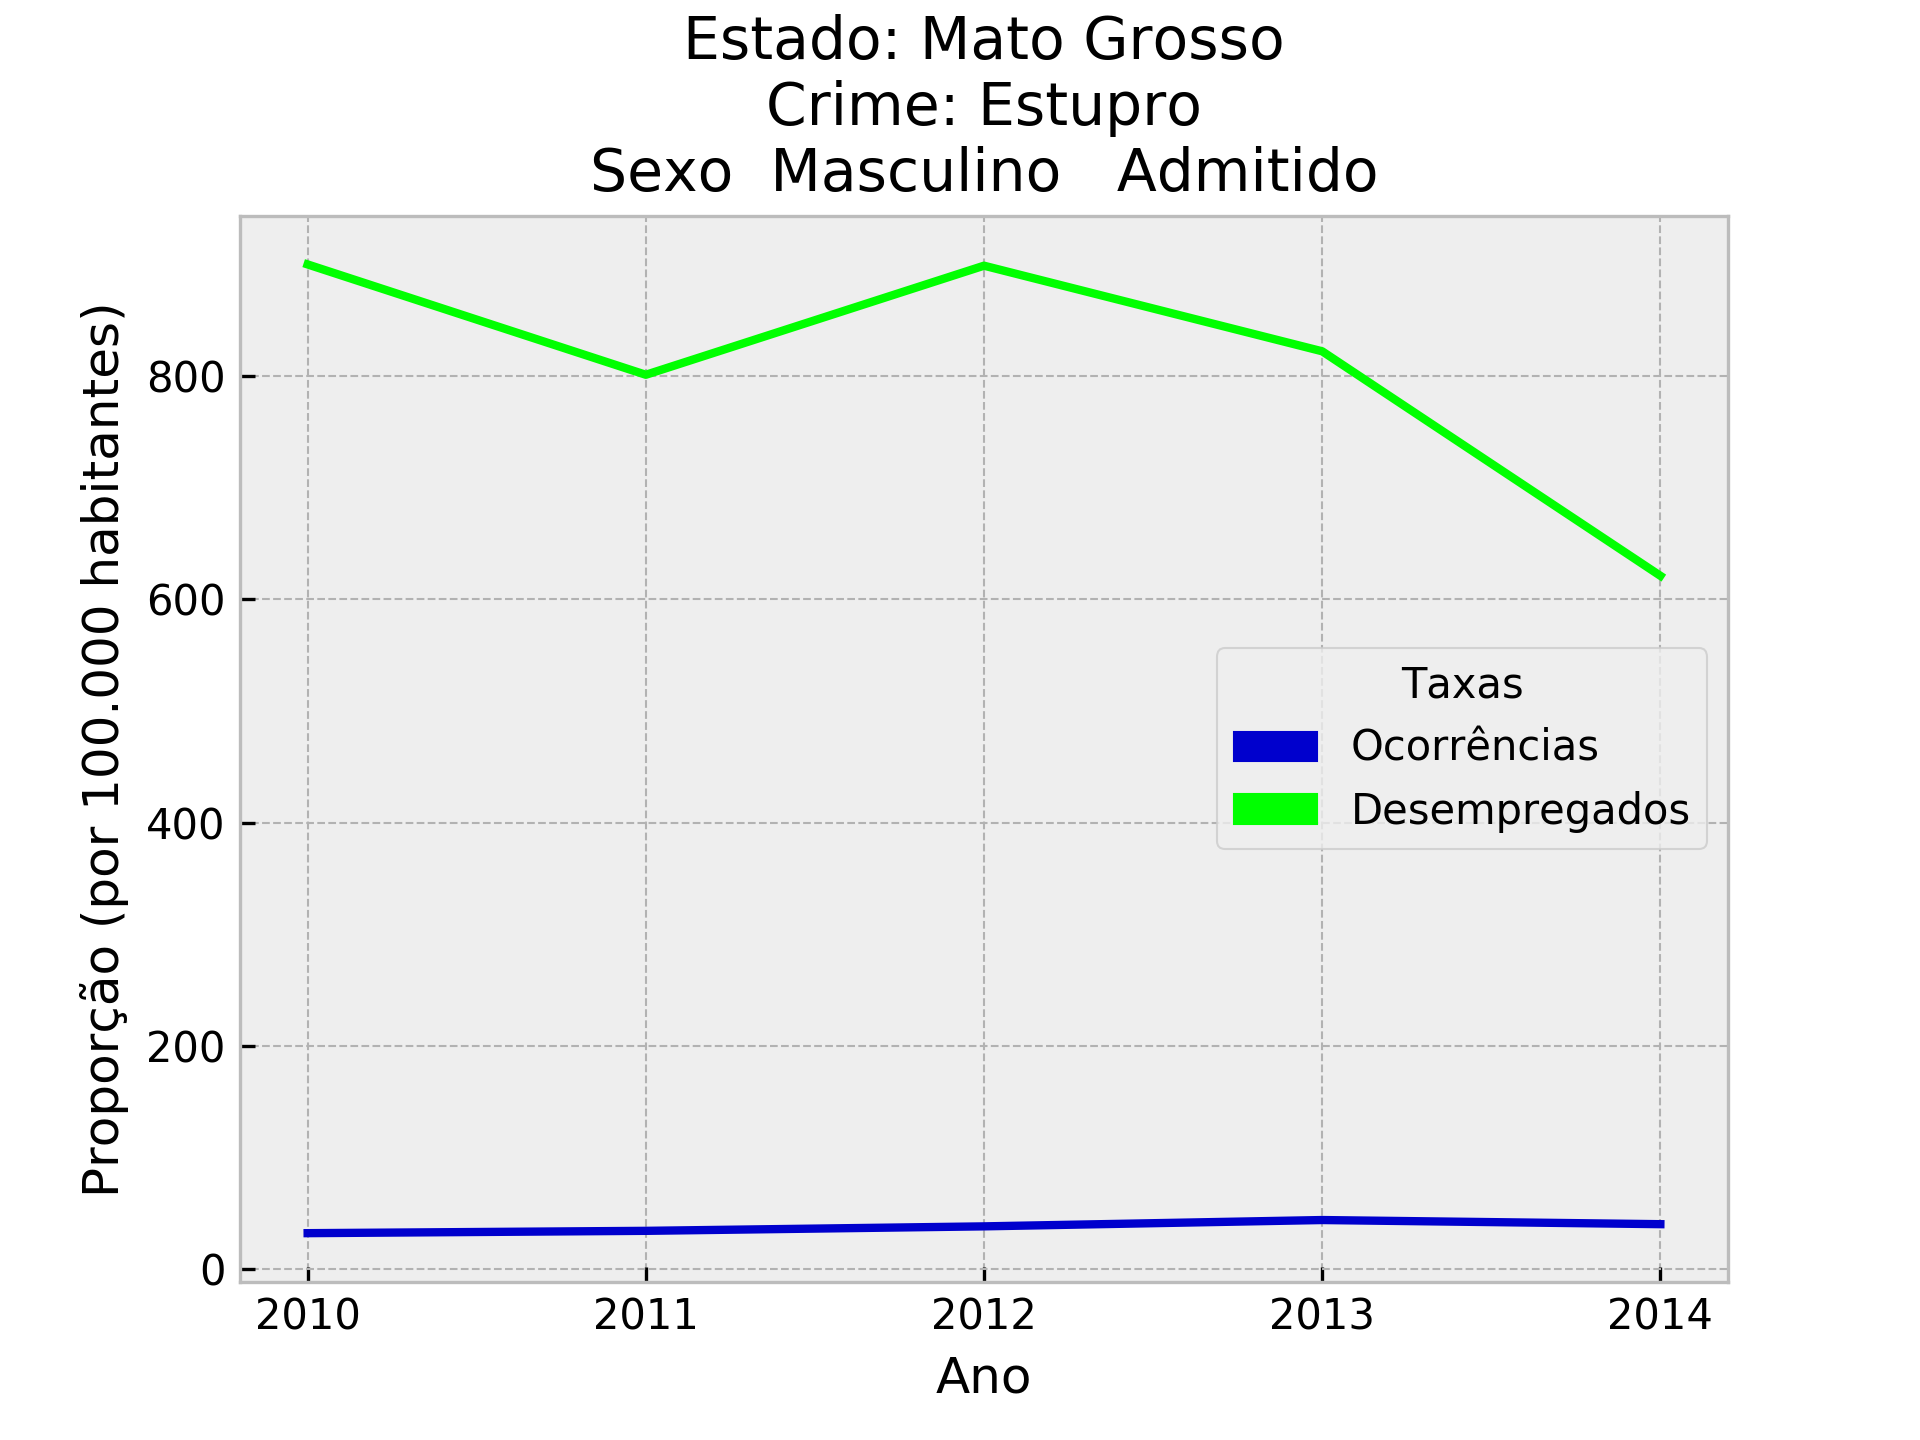 Estado: Mato Grosso
Crime: Estupro
Sexo  Masculino   Admitido
Proporção (por 100.000 habitantes)
800
600
400
200
0
Taxas
Ocorrências
Desempregados
2010 2011 2012 2013 2014
Ano